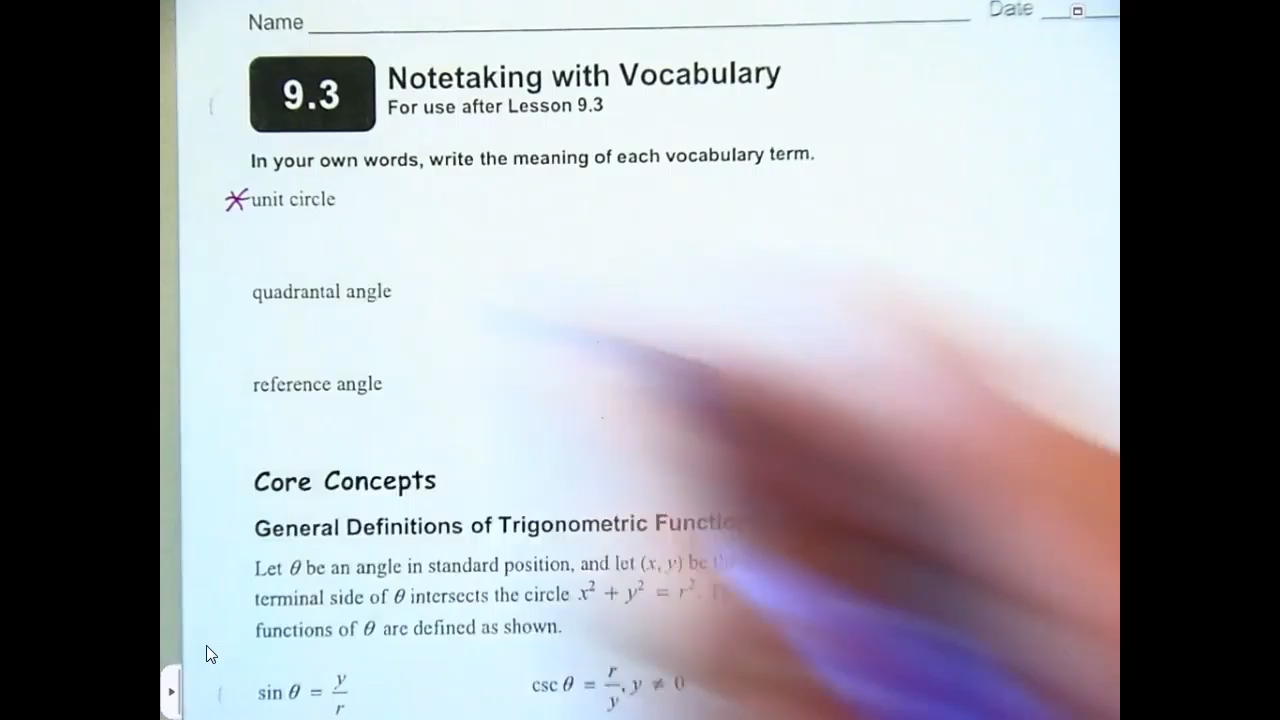 Name
Date
9.3
Notetaking with Vocabulary
For use after Lesson 9.3
In your own words, write the meaning of each vocabulary term.
*unit circle
quadrantal angle
reference angle
Core Concepts
General Definitions of Trigonometric
Let θ be an angle in standard position, and let (x, y) be
terminal side of θ intersects the circle x² + y² = r².
functions of θ are defined as shown.
sin θ = y/r
csc θ = r/y, y ≠ 0